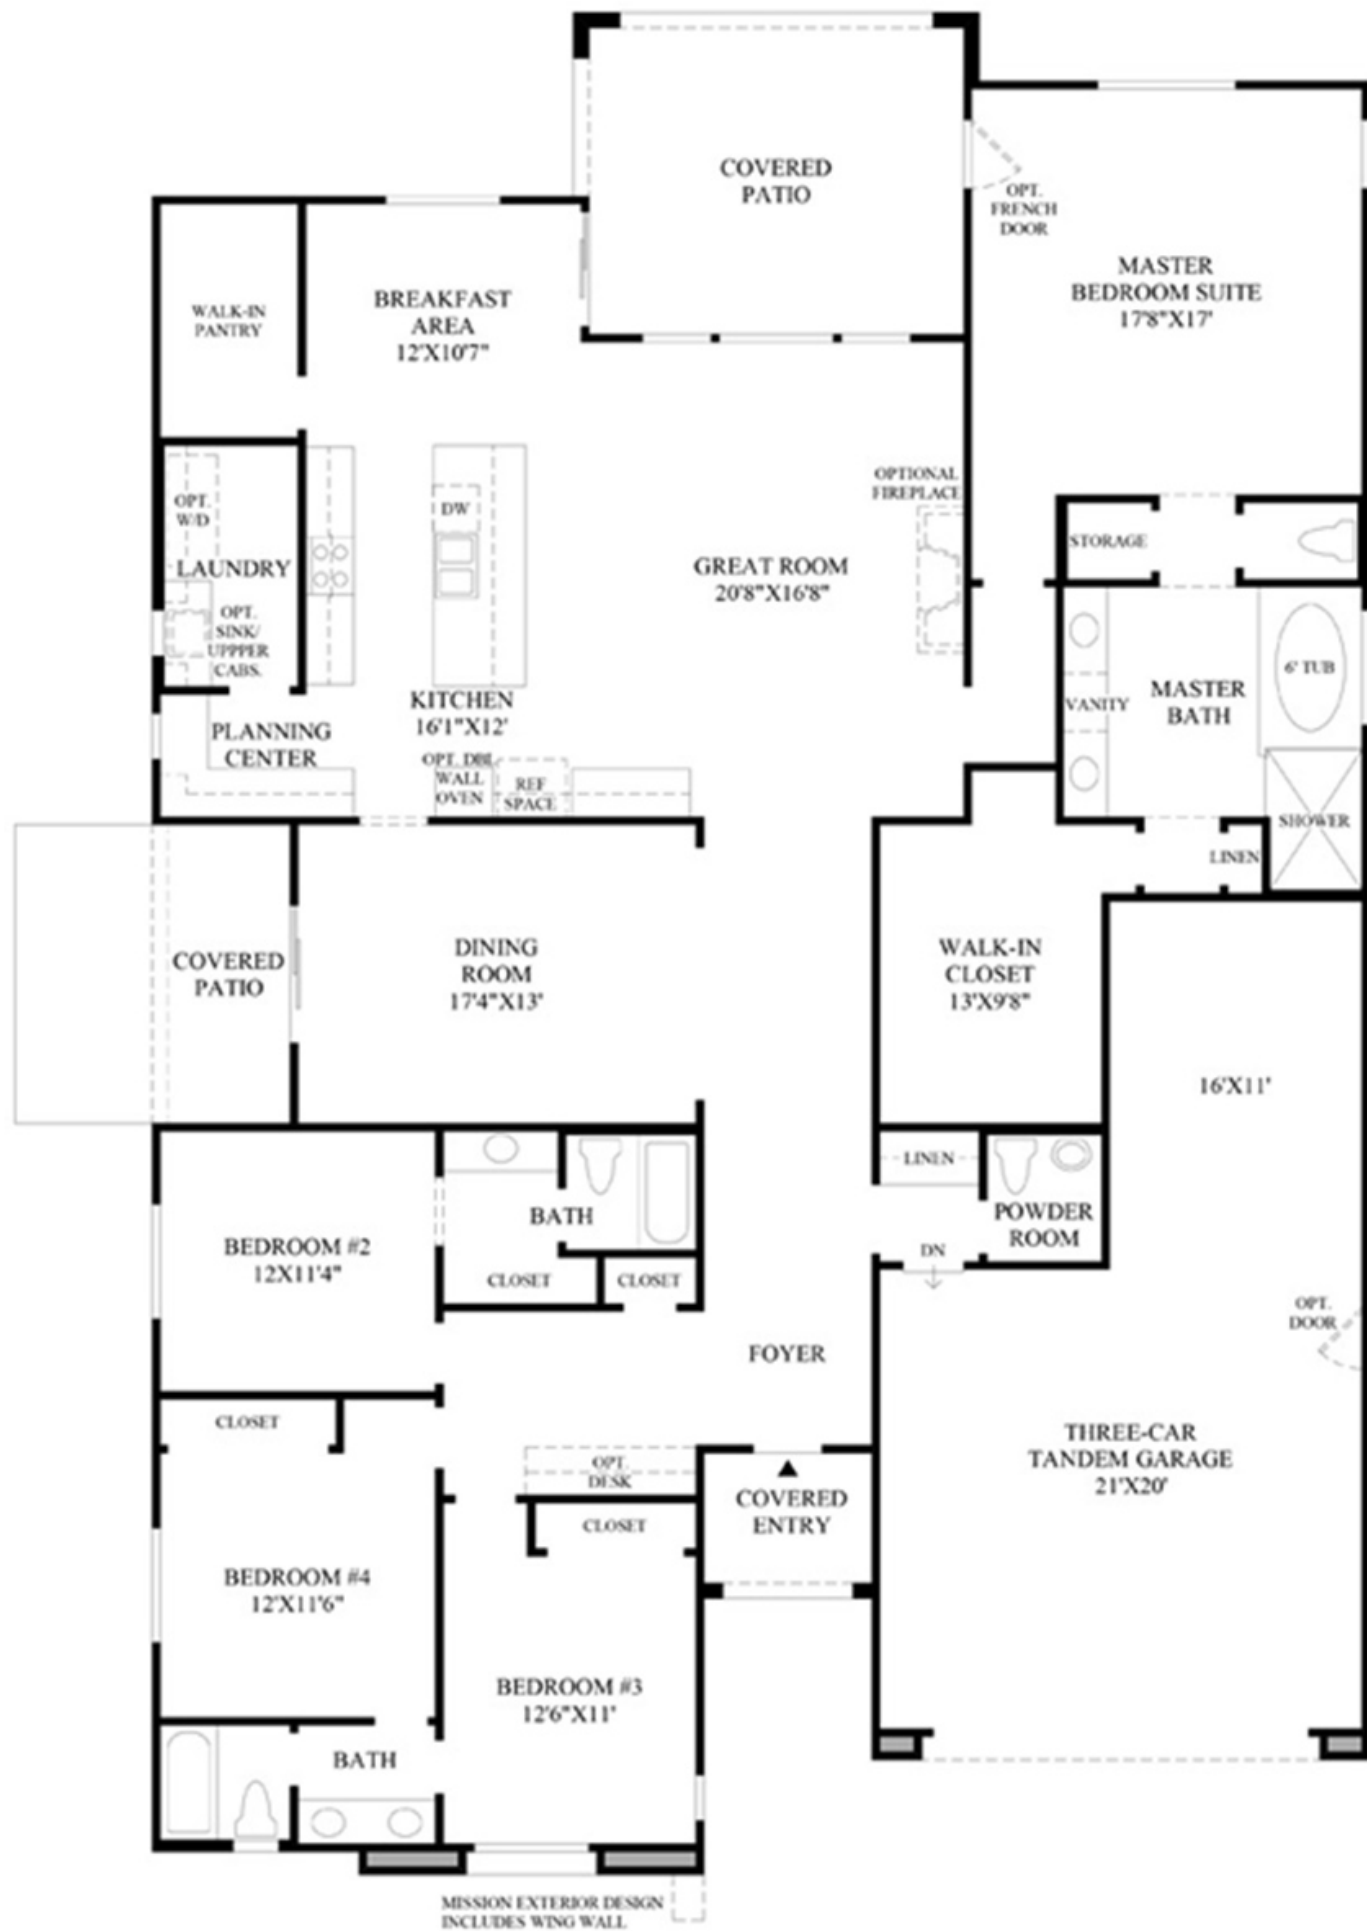 COVERED
PATIO
OPT.
FRENCH
DOOR
MASTER
BEDROOM SUITE
17'8"X17'
WALK-IN
PANTRY
BREAKFAST
AREA
12'X10'7"
OPT.
W/D
LAUNDRY
OPT.
SINK/
UPPPER
CABS.
DW
OPTIONAL
FIREPLACE
GREAT ROOM
20'8"X16'8"
STORAGE
6' TUB
VANITY
MASTER
BATH
KITCHEN
16'1"X12'
PLANNING
CENTER
OPT. DBL
WALL
OVEN
REF
SPACE
SHOWER
LINEN
COVERED
PATIO
DINING
ROOM
17'4"X13'
WALK-IN
CLOSET
13'X9'8"
16'X11'
LINEN
POWDER
ROOM
DN
BEDROOM #2
12X11'4"
BATH
CLOSET
CLOSET
OPT.
DOOR
FOYER
CLOSET
OPT.
DESK
COVERED
ENTRY
THREE-CAR
TANDEM GARAGE
21'X20'
CLOSET
BEDROOM #4
12'X11'6"
BEDROOM #3
12'6"X11'
BATH
MISSION EXTERIOR DESIGN
INCLUDES WING WALL